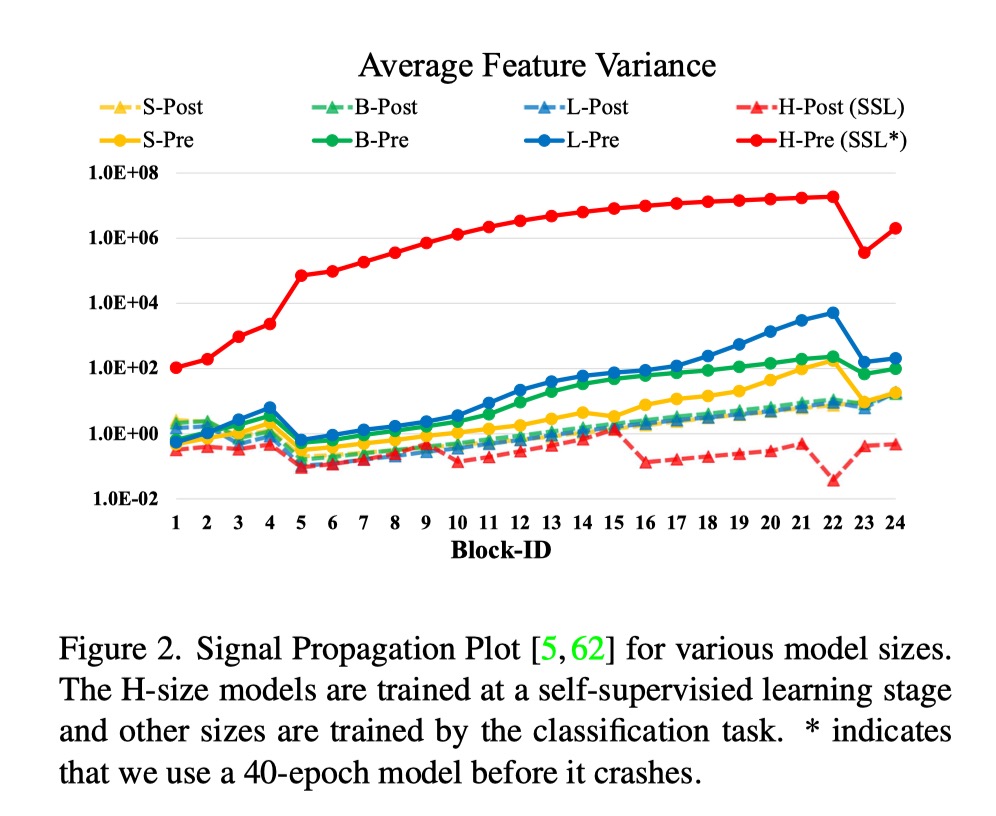 Average Feature Variance
S-Post B-Post L-Post H-Post (SSL)
S-Pre B-Pre L-Pre H-Pre (SSL*)
1.0E+08
1.0E+06
1.0E+04
1.0E+02
1.0E+00
1.0E-02
1 2 3 4 5 6 7 8 9 10 11 12 13 14 15 16 17 18 19 20 21 22 23 24
Block-ID
Figure 2. Signal Propagation Plot [5, 62] for various model sizes.
The H-size models are trained at a self-supervisied learning stage
and other sizes are trained by the classification task. * indicates
that we use a 40-epoch model before it crashes.